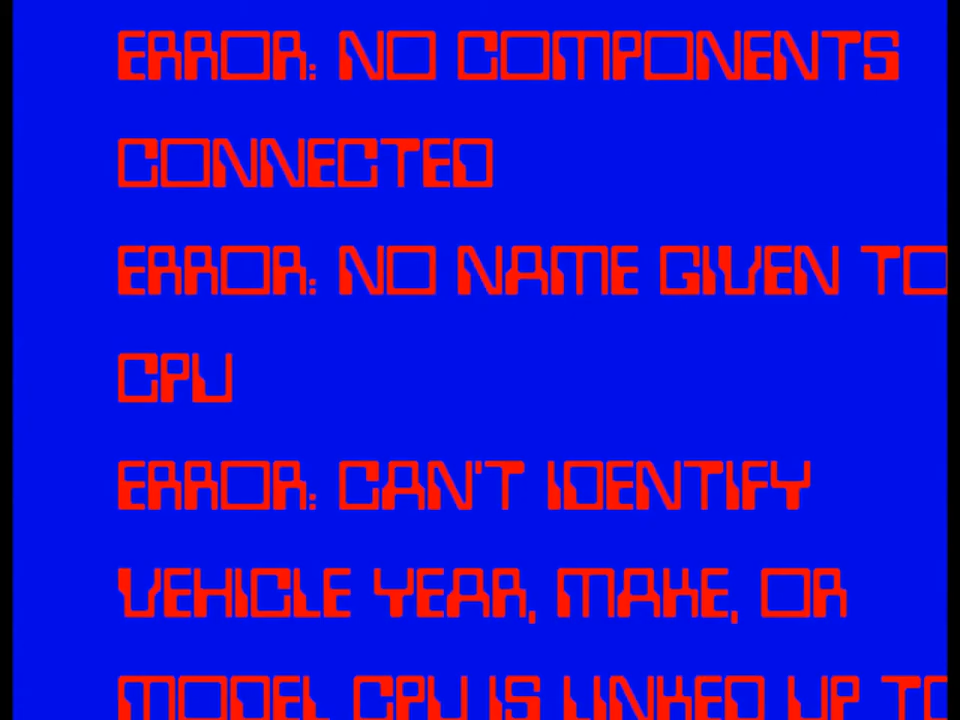 ERROR: NO COMPONENTS
CONNECTED
ERROR: NO NAME GIVEN TO
CPU
ERROR: CAN'T IDENTIFY
VEHICLE YEAR, MAKE, OR
MODEL CPU IS LINKED UP TO